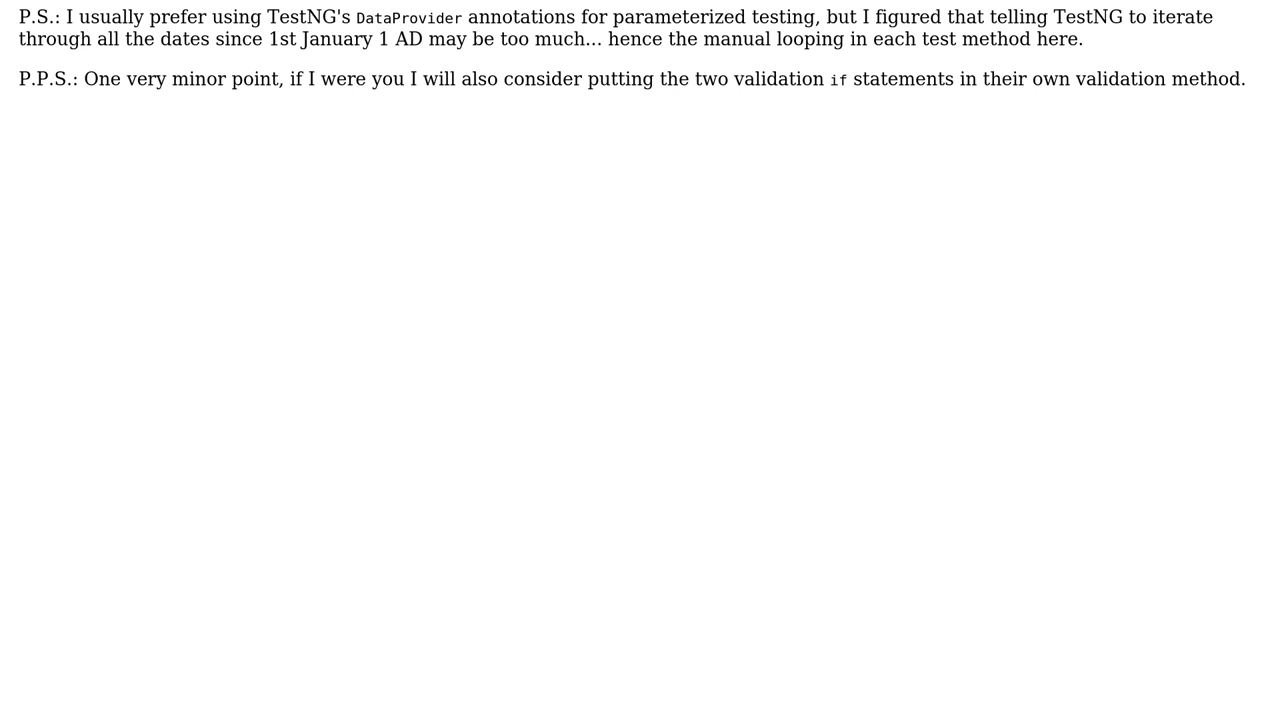 P.S.: I usually prefer using TestNG's DataProvider annotations for parameterized testing, but I figured that telling TestNG to iterate
through all the dates since 1st January 1 AD may be too much... hence the manual looping in each test method here.
P.P.S.: One very minor point, if I were you I will also consider putting the two validation if statements in their own validation method.